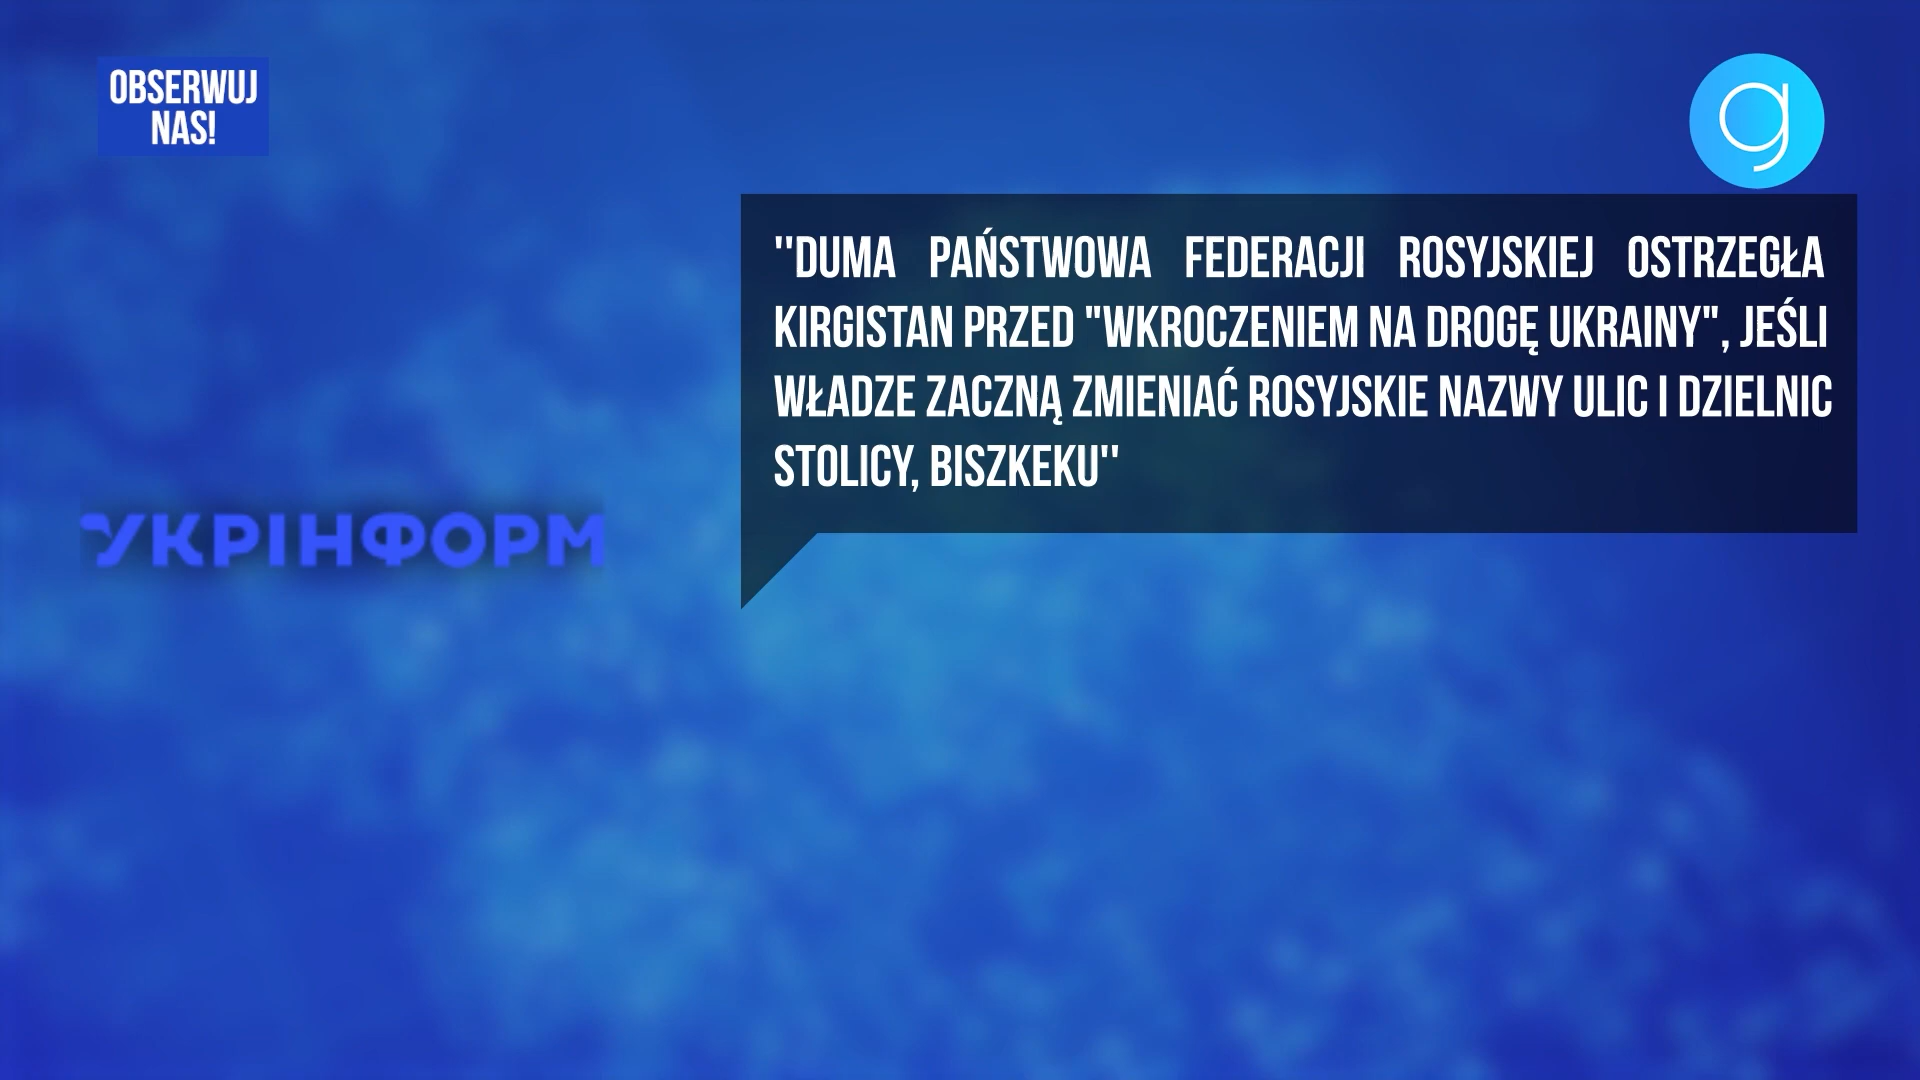 OBSERWUJ
NAS!
g
''DUMA PAŃSTWOWA FEDERACJI ROSYJSKIEJ OSTRZEGŁA
KIRGISTAN PRZED "WKROCZENIEM NA DROGĘ UKRAINY", JEŚLI
WŁADZE ZACZNĄ ZMIENIAĆ ROSYJSKIE NAZWY ULIC I DZIELNIC
STOLICY, BISZKEKU''
УКРІНФОРМ